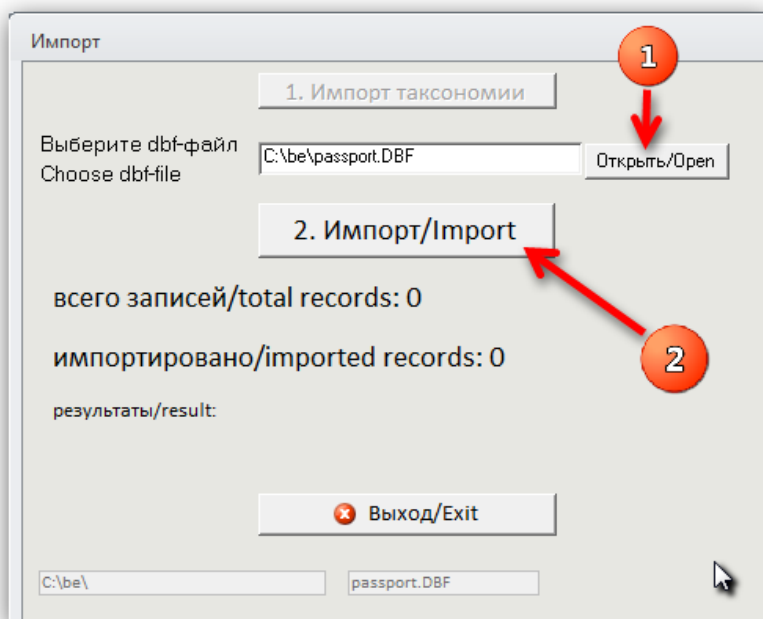 Импорт
1
1. Импорт таксономии
Выберите dbf-файл
Choose dbf-file
C:\be\passport.DBF
Открыть/Open
2. Импорт/Import
всего записей/total records: 0
импортировано/imported records: 0
2
результаты/result:
Выход/Exit
C:\be\
passport.DBF